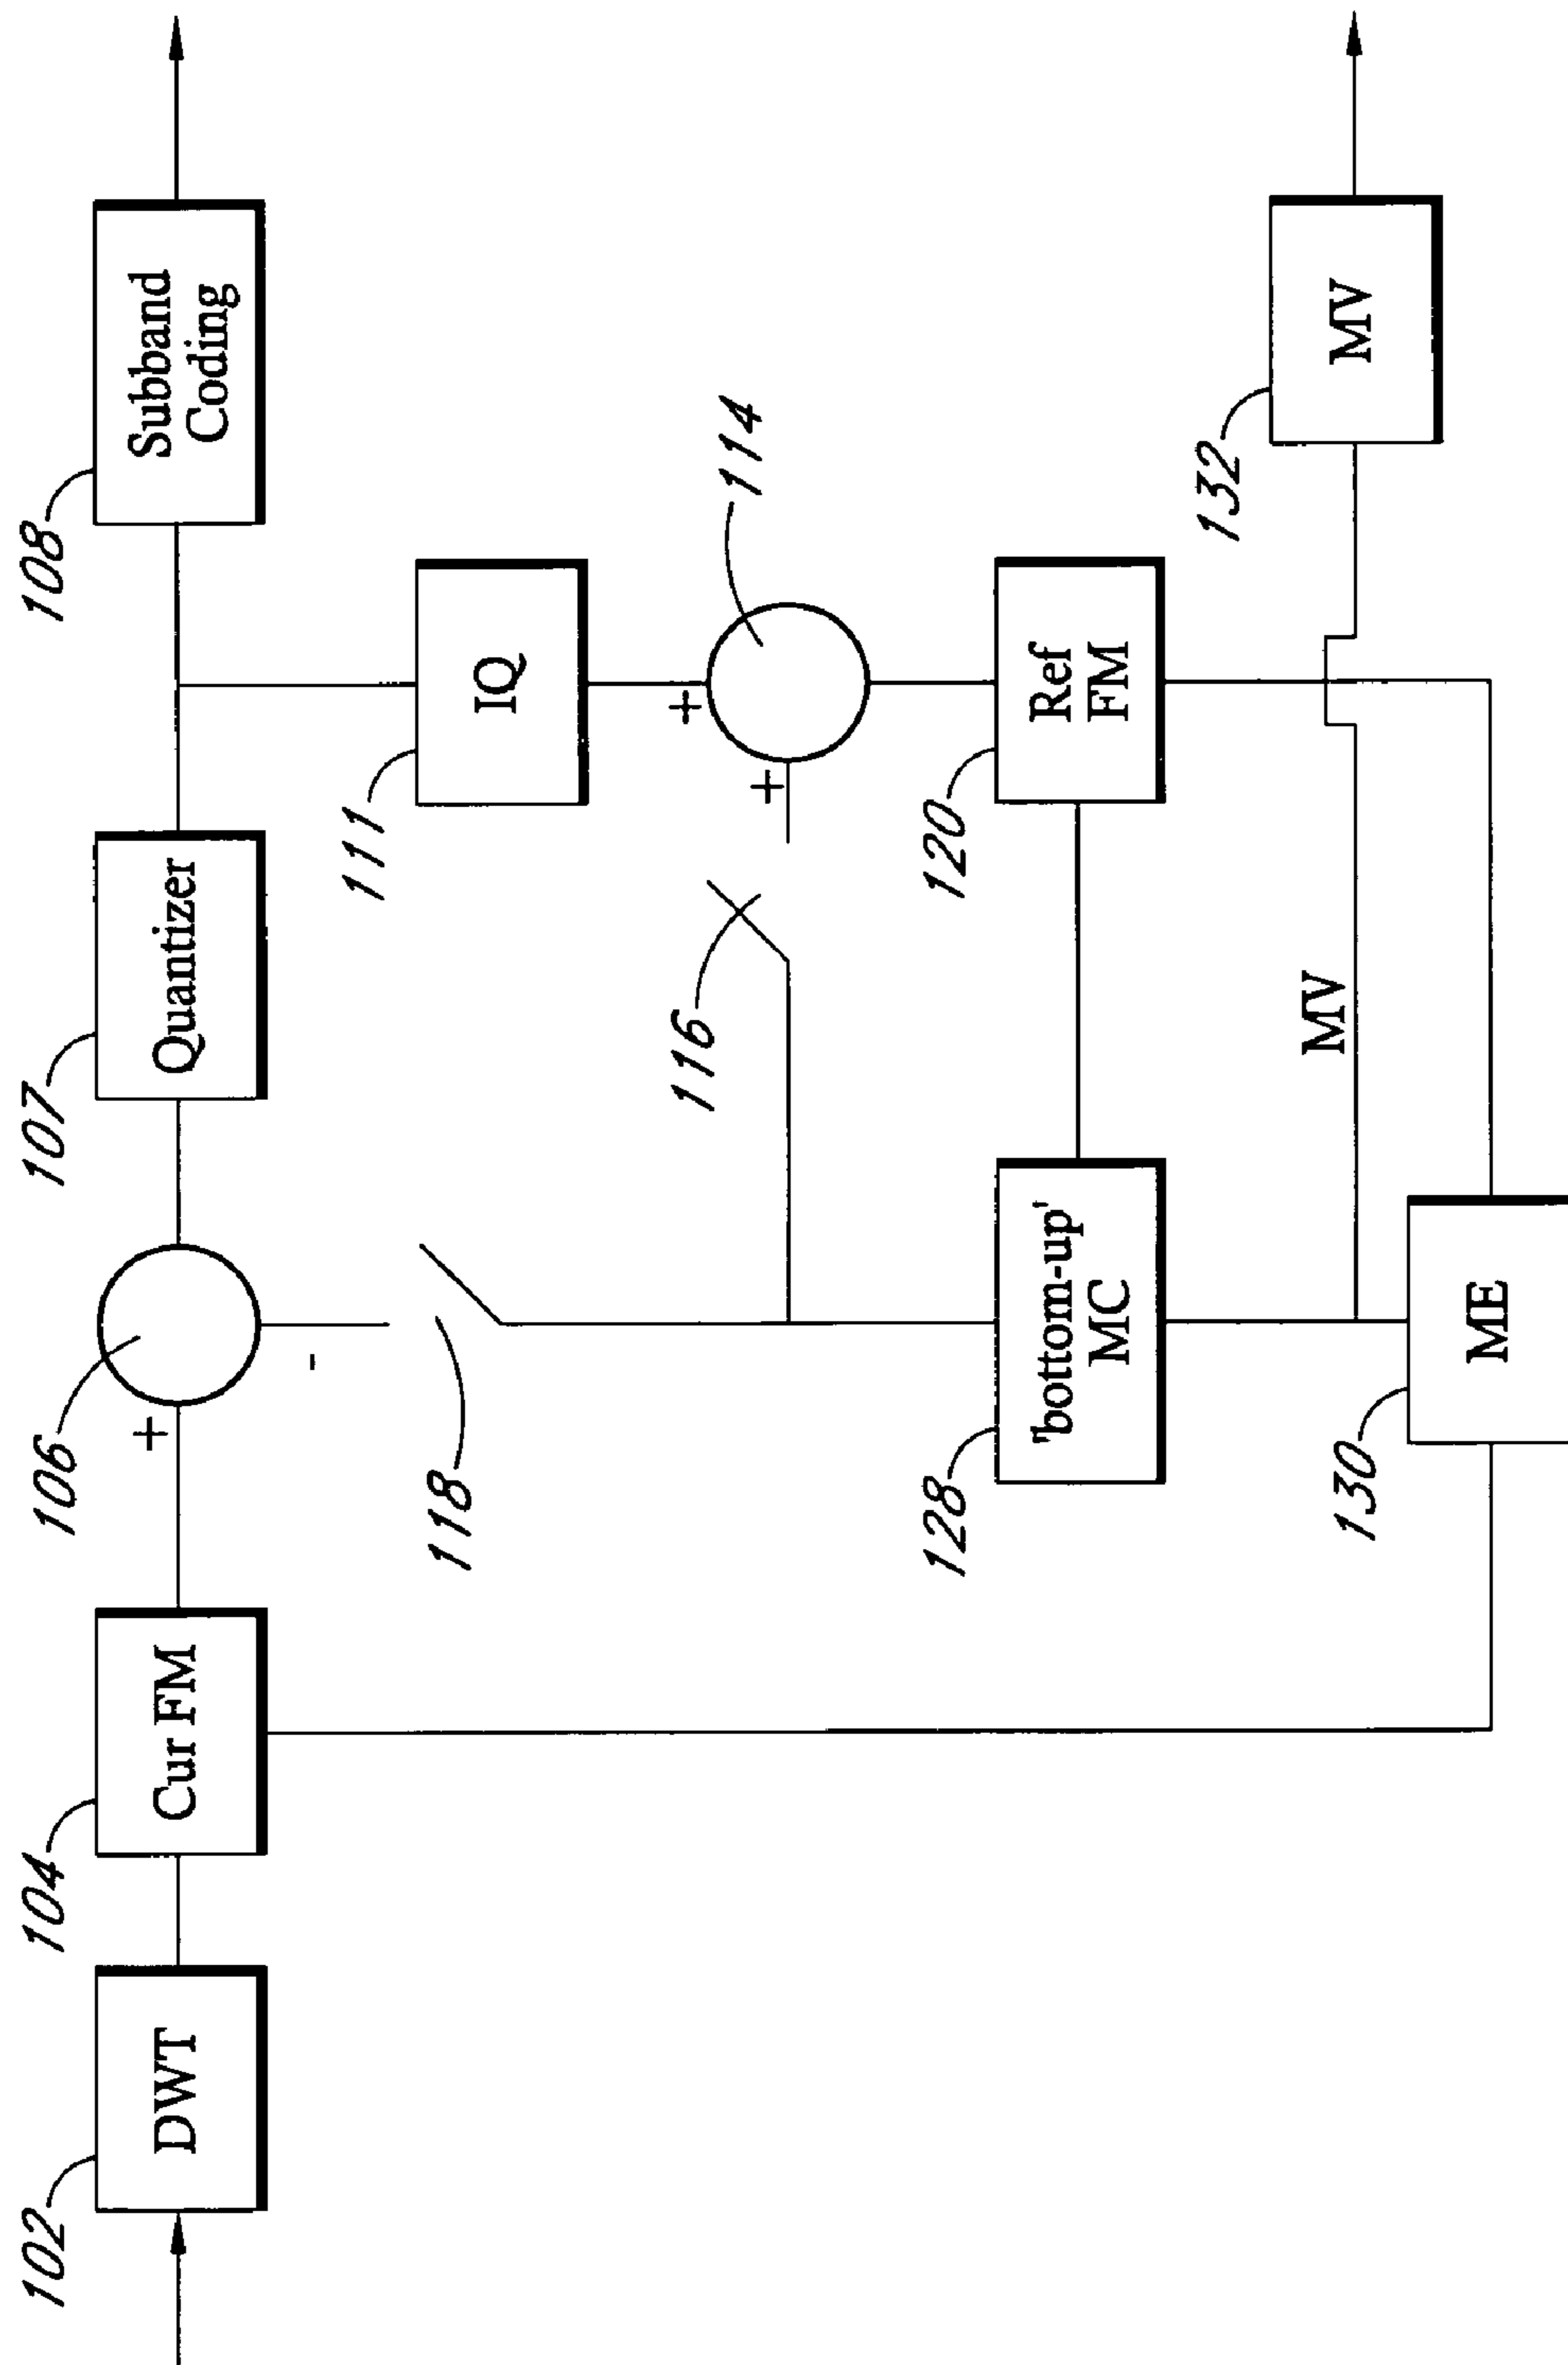 102
DWT
104
Cur FM
106
+
-
107
Quantizer
108
Subband
Coding
118
111
IQ
+
114
+
116
128
'bottom-up'
MC
120
Ref
FM
MV
132
MV
130
ME